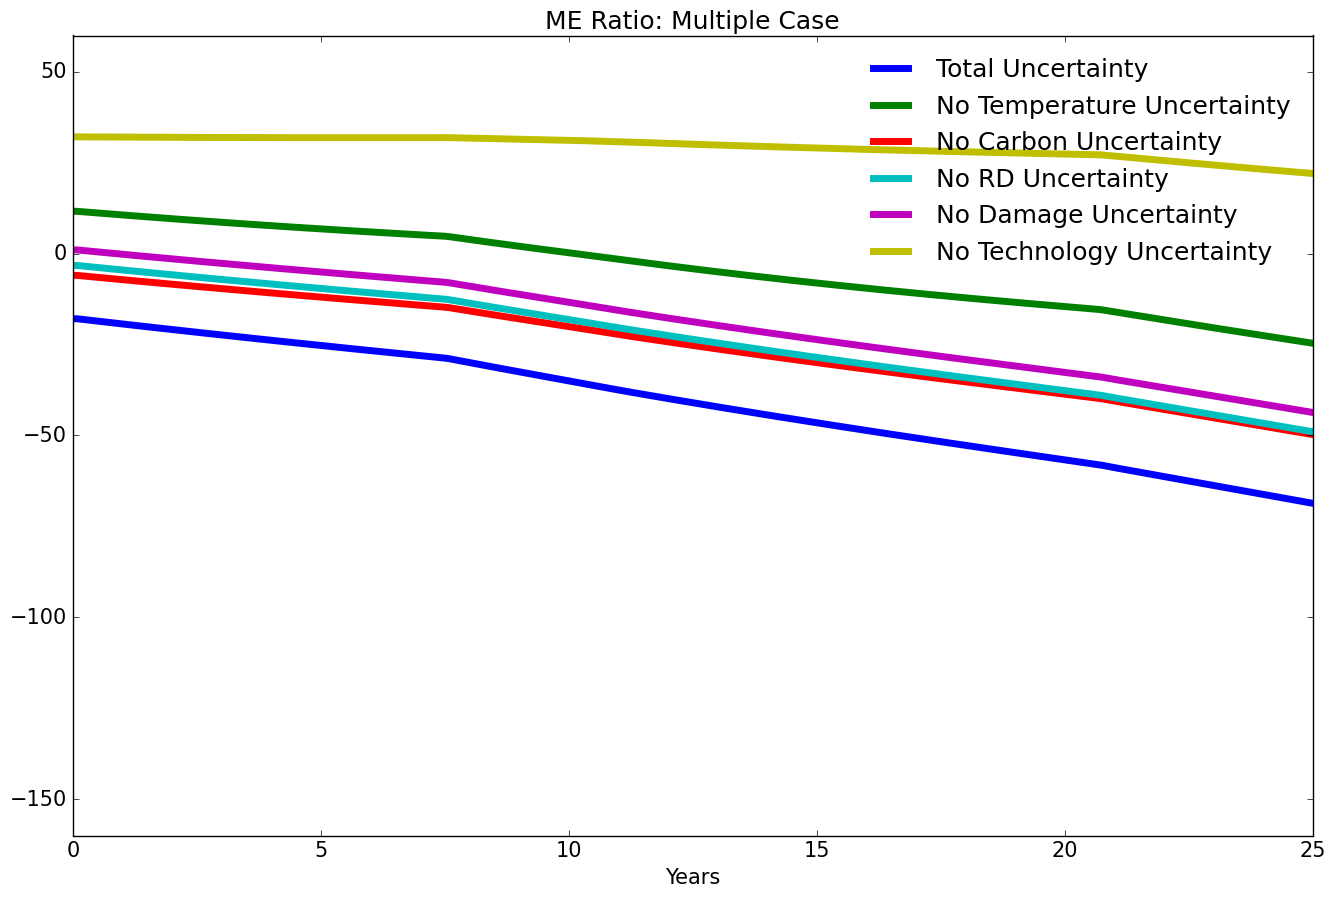 ME Ratio: Multiple Case
50
0
−50
−100
−150
Total Uncertainty
No Temperature Uncertainty
No Carbon Uncertainty
No RD Uncertainty
No Damage Uncertainty
No Technology Uncertainty
0 5 10 15 20 25
Years